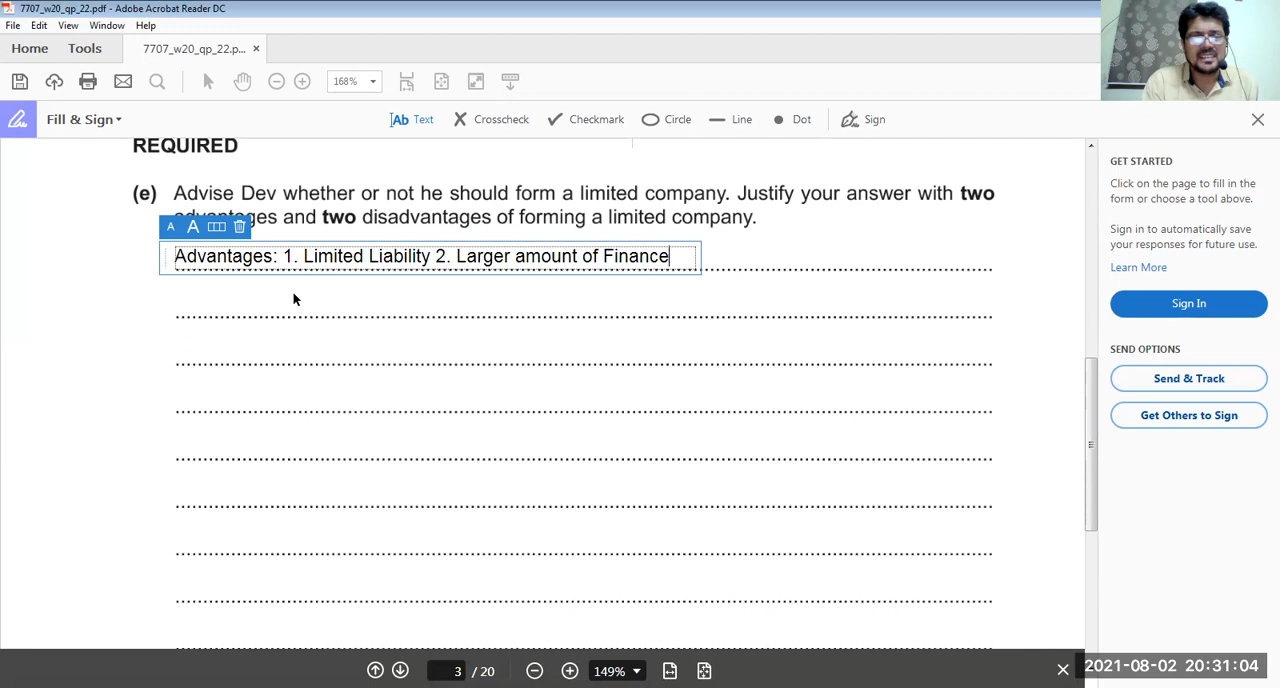 7707_w20_qp_22.pdf - Adobe Acrobat Reader DC
File Edit View Window Help
Home Tools 7707_w20_qp_22.p... ×
168%
Fill & Sign
Ab Text Crosscheck Checkmark Circle Line Dot Sign
REQUIRED
(e) Advise Dev whether or not he should form a limited company. Justify your answer with two
advantages and two disadvantages of forming a limited company.
A A
Advantages: 1. Limited Liability 2. Larger amount of Finance
GET STARTED
Click on the page to fill in the
form or choose a tool above.
Sign in to automatically save
your responses for future use.
Learn More
Sign In
SEND OPTIONS
Send & Track
Get Others to Sign
3 / 20 149%
2021-08-02 20:31:04